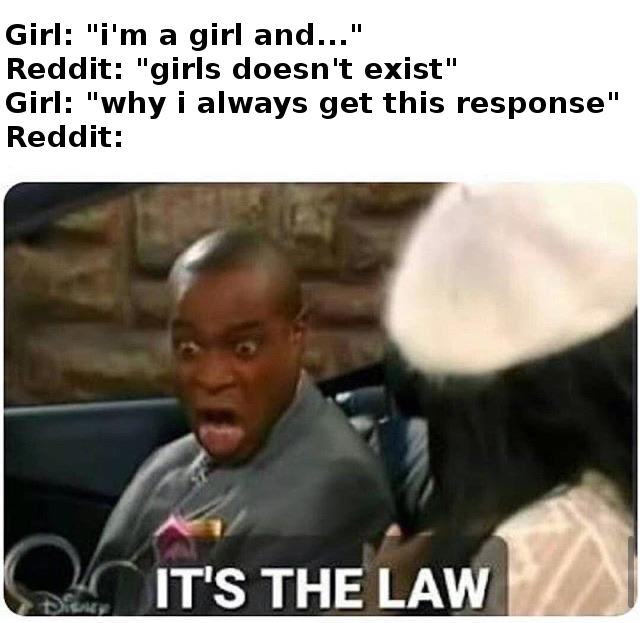 Girl: "i'm a girl and..."
Reddit: "girls doesn't exist"
Girl: "why i always get this response"
Reddit:
IT'S THE LAW
Disney